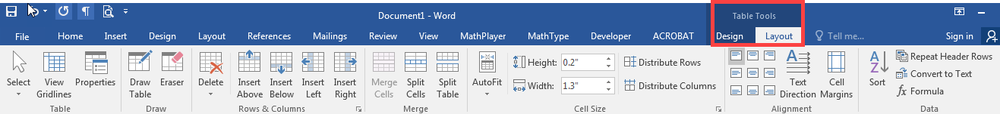 Document1 - Word
Table Tools
File Home Insert Design Layout References Mailings Review View MathPlayer MathType Developer ACROBAT Design Layout Tell me... Sign in
Select
View Gridlines
Properties
Table
Draw Table
Eraser
Draw
Delete
Insert Above
Insert Below
Insert Left
Insert Right
Rows & Columns
Merge Cells
Split Cells
Split Table
Merge
AutoFit
Height: 0.2"
Width: 1.3"
Distribute Rows
Distribute Columns
Cell Size
Text Direction
Cell Margins
Alignment
A
Z
Sort
Repeat Header Rows
Convert to Text
fx Formula
Data